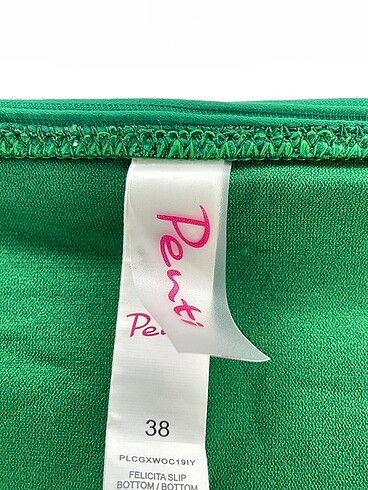 Penti
Pe
38
PLCGXWOC19IY
FELICITA SLIP
BOTTOM / BOTTOM